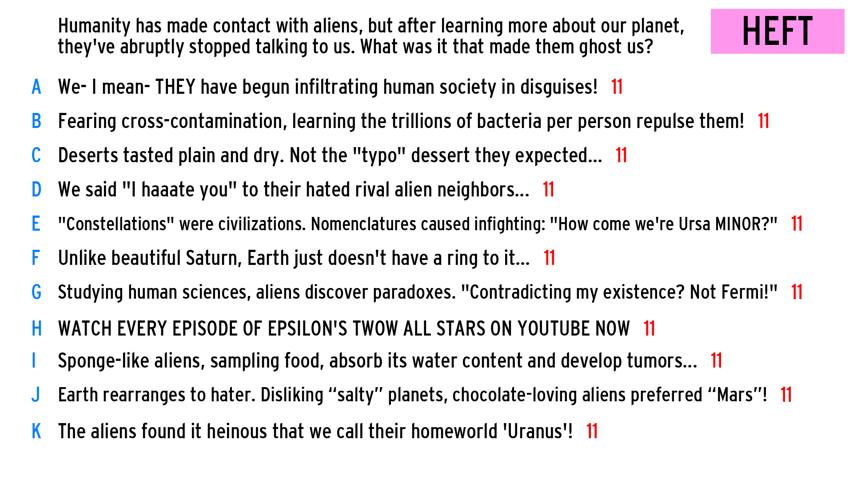 Humanity has made contact with aliens, but after learning more about our planet,
they've abruptly stopped talking to us. What was it that made them ghost us?
HEFT
A We- I mean- THEY have begun infiltrating human society in disguises! 11
B Fearing cross-contamination, learning the trillions of bacteria per person repulse them! 11
C Deserts tasted plain and dry. Not the "typo" dessert they expected... 11
D We said "I haaate you" to their hated rival alien neighbors... 11
E "Constellations" were civilizations. Nomenclatures caused infighting: "How come we're Ursa MINOR?" 11
F Unlike beautiful Saturn, Earth just doesn't have a ring to it... 11
G Studying human sciences, aliens discover paradoxes. "Contradicting my existence? Not Fermi!" 11
H WATCH EVERY EPISODE OF EPSILON'S TWOW ALL STARS ON YOUTUBE NOW 11
I Sponge-like aliens, sampling food, absorb its water content and develop tumors... 11
J Earth rearranges to hater. Disliking “salty” planets, chocolate-loving aliens preferred “Mars”! 11
K The aliens found it heinous that we call their homeworld 'Uranus'! 11